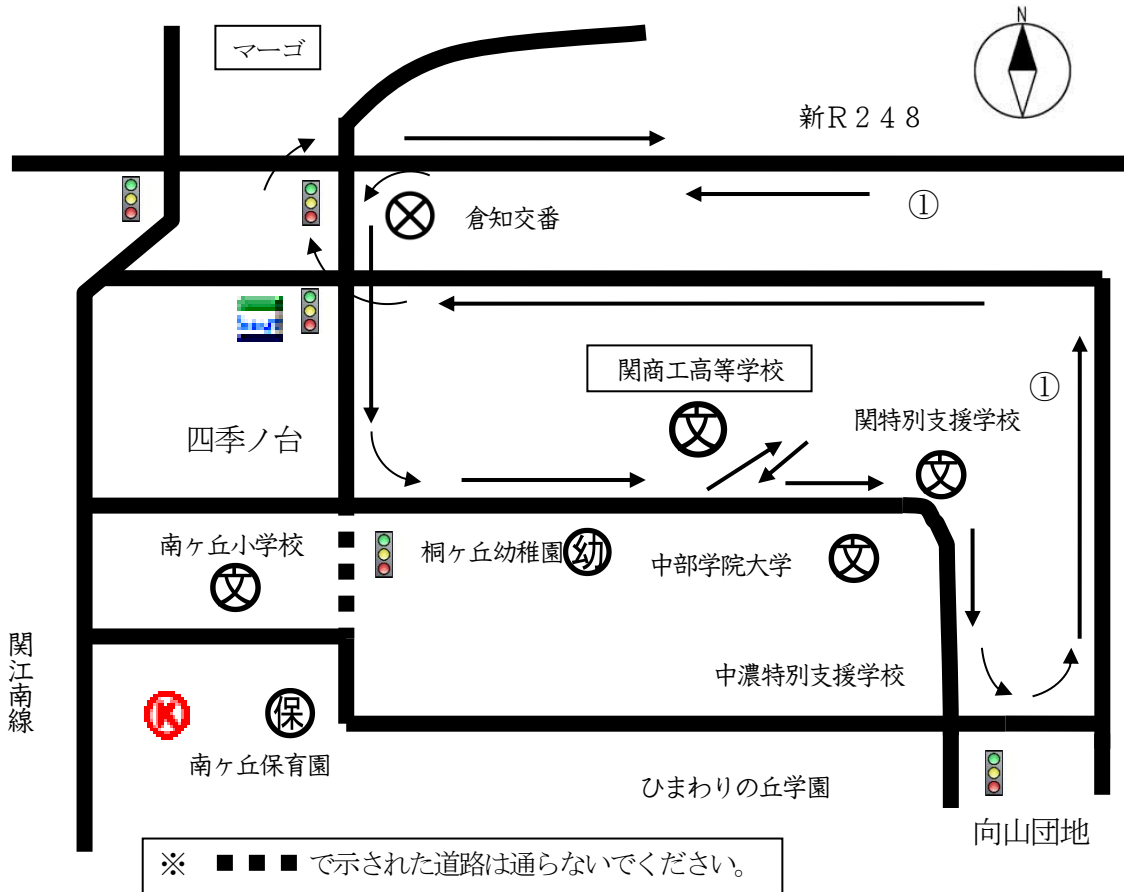 N
マーゴ
新R248
①
倉知交番
関商工高等学校
①
文
関特別支援学校
四季ノ台
文
南ヶ丘小学校
桐ヶ丘幼稚園
幼
中部学院大学
文
文
関江南線
中濃特別支援学校
K
保
南ヶ丘保育園
ひまわりの丘学園
向山団地
※ ■ ■ ■ で示された道路は通らないでください。